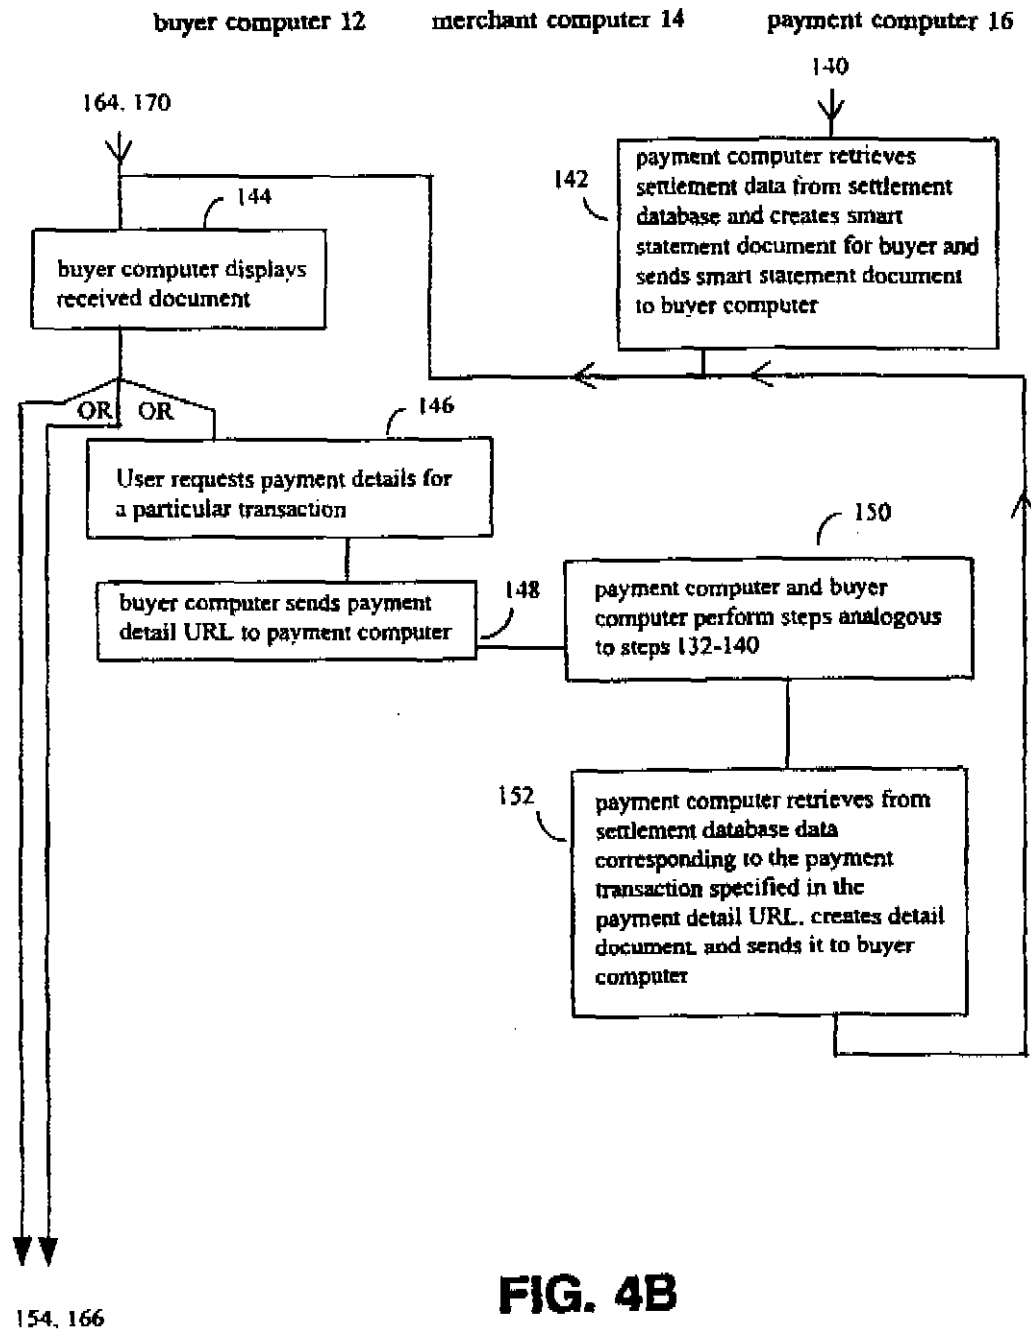 buyer computer 12 merchant computer 14 payment computer 16
140
164, 170
142
payment computer retrieves
settlement data from settlement
database and creates smart
statement document for buyer and
sends smart statement document
to buyer computer
144
buyer computer displays
received document
OR OR
146
User requests payment details for
a particular transaction
148
buyer computer sends payment
detail URL to payment computer
150
payment computer and buyer
computer perform steps analogous
to steps 132-140
152
payment computer retrieves from
settlement database data
corresponding to the payment
transaction specified in the
payment detail URL, creates detail
document, and sends it to buyer
computer
154, 166
FIG. 4B